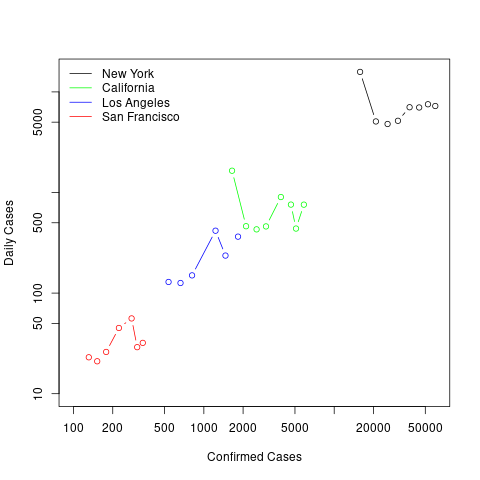 New York
California
Los Angeles
San Francisco
Daily Cases
5000
500
100
50
10
100 200 500 1000 2000 5000 20000 50000
Confirmed Cases